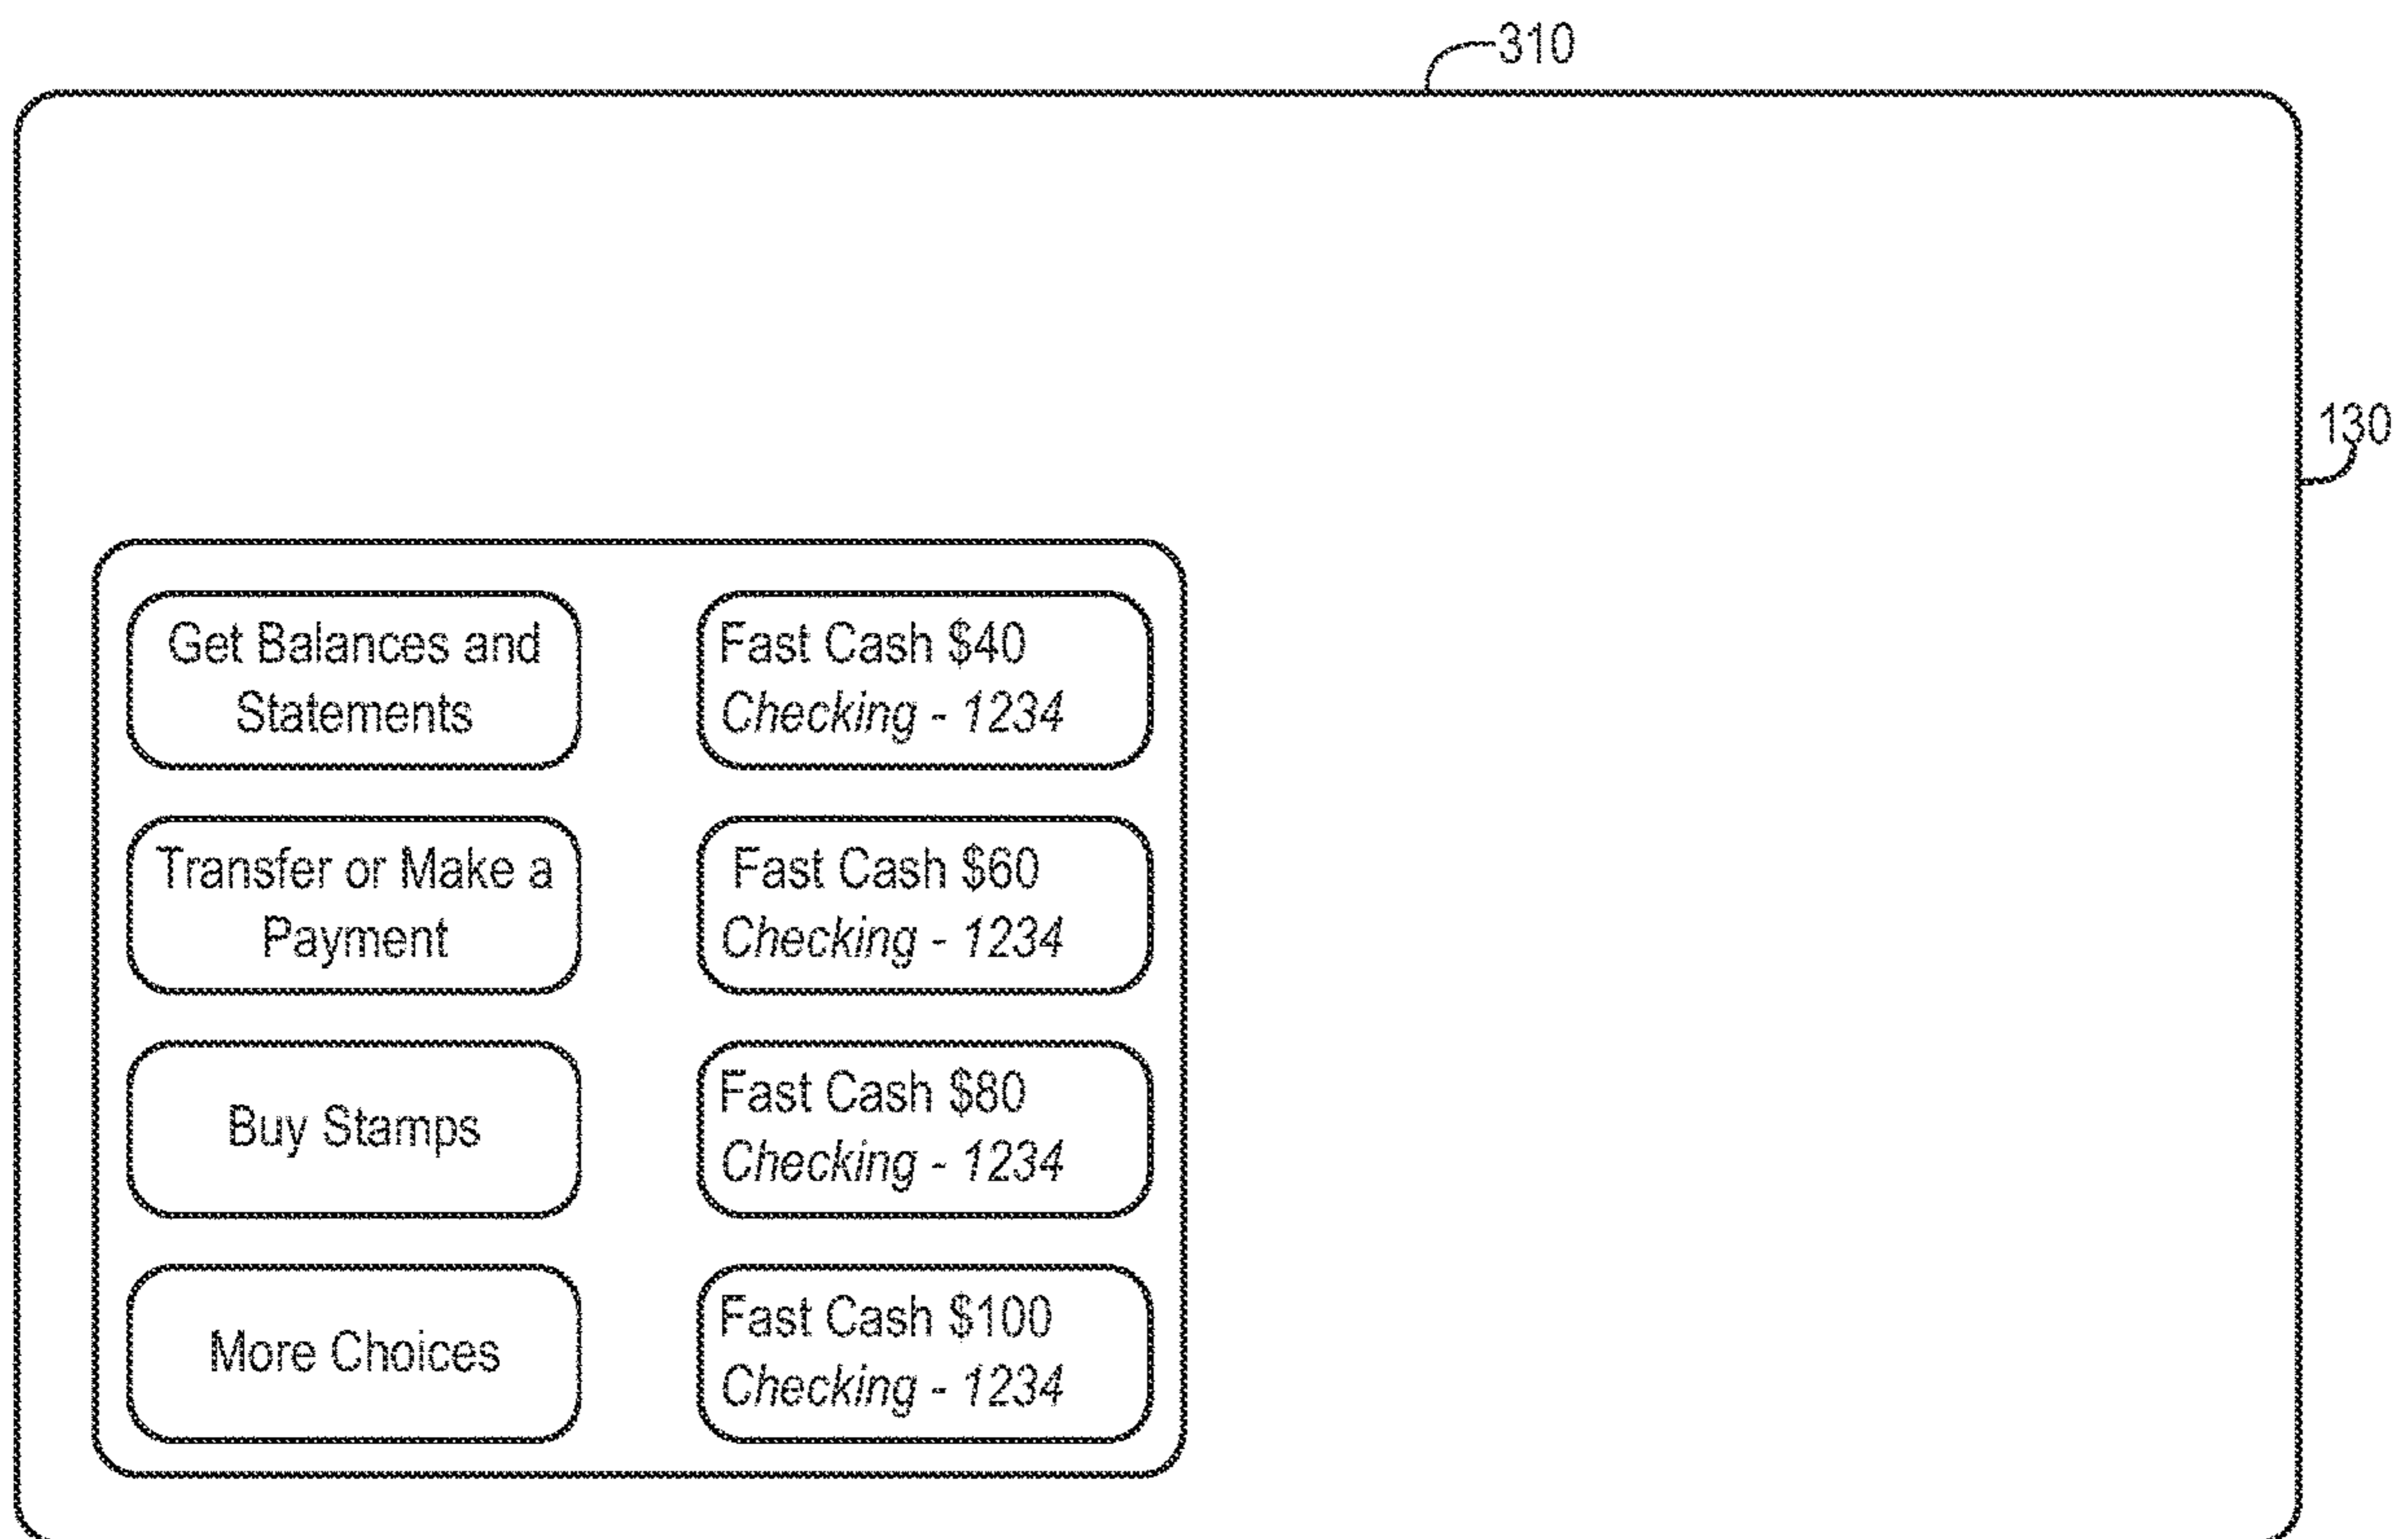 310
130
Get Balances and
Statements
Fast Cash $40
Checking - 1234
Transfer or Make a
Payment
Fast Cash $60
Checking - 1234
Buy Stamps
Fast Cash $80
Checking - 1234
More Choices
Fast Cash $100
Checking - 1234